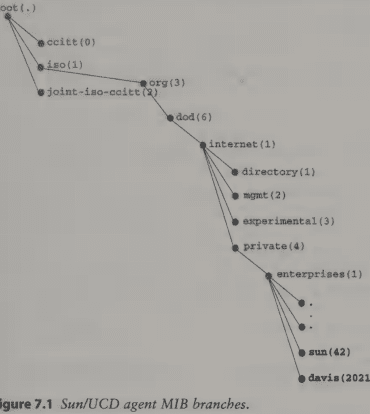 oot(.)
ccitt(0)
iso(1)
org(3)
joint-iso-ccitt(2)
dod(6)
internet(1)
directory(1)
mgmt(2)
experimental(3)
private(4)
enterprises(1)
.
.
.
sun(42)
davis(2021
igure 7.1 Sun/UCD agent MIB branches.